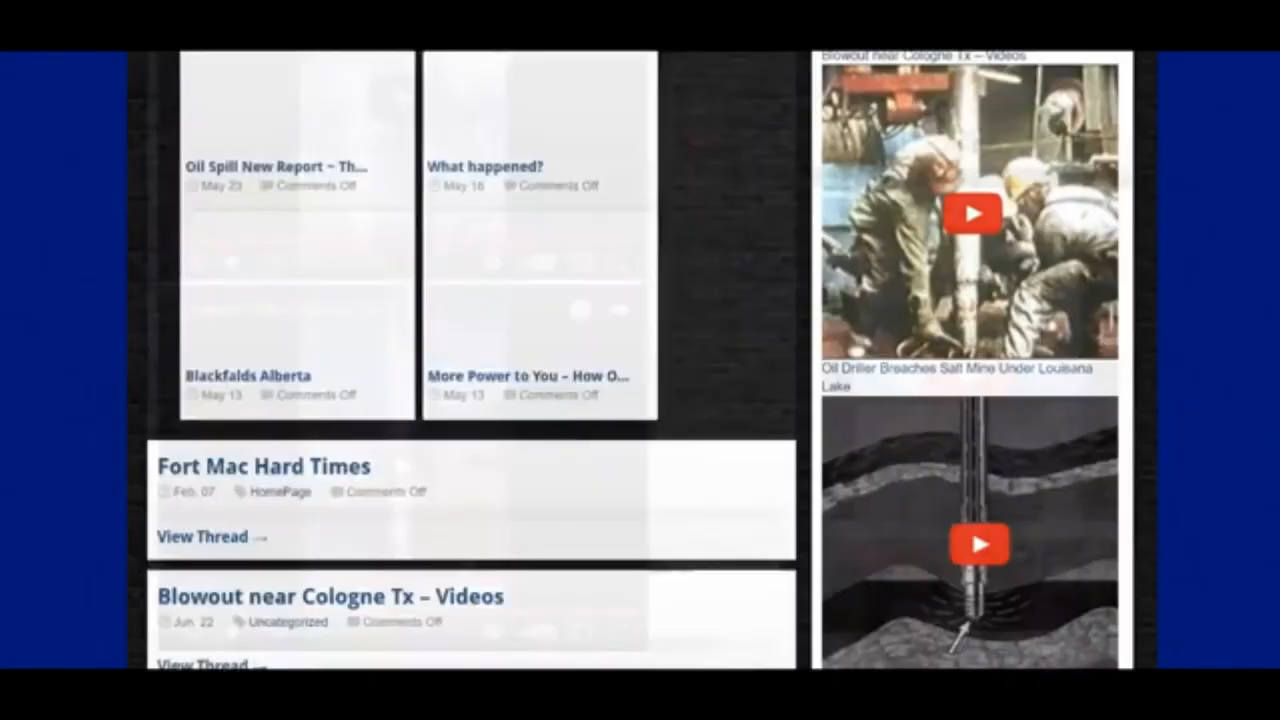 Oil Spill New Report – Th...
May 23 Comments Off
What happened?
May 16 Comments Off
Blackfalds Alberta
May 13 Comments Off
More Power to You – How O...
May 13 Comments Off
Fort Mac Hard Times
Feb, 07 HomePage Comments Off
View Thread →
Blowout near Cologne Tx – Videos
Jun, 22 Uncategorized Comments Off
View Thread →
Blowout near Cologne Tx – Videos
Oil Driller Breaches Salt Mine Under Louisana
Lake